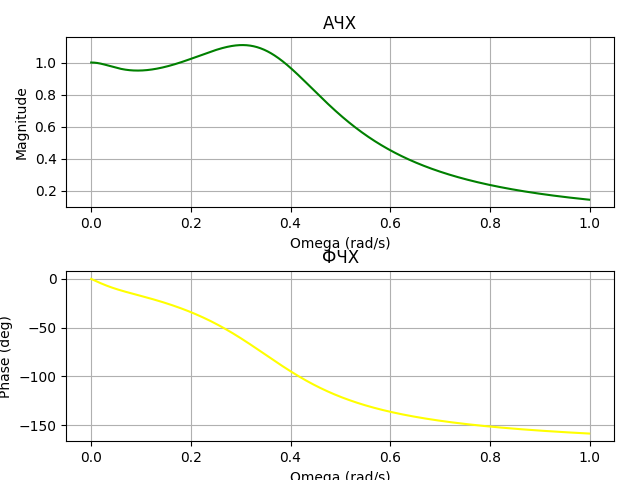 АЧХ
Magnitude
1.0
0.8
0.6
0.4
0.2
0.0 0.2 0.4 0.6 0.8 1.0
Omega (rad/s)
ФЧХ
Phase (deg)
0
−50
−100
−150
0.0 0.2 0.4 0.6 0.8 1.0
Omega (rad/s)